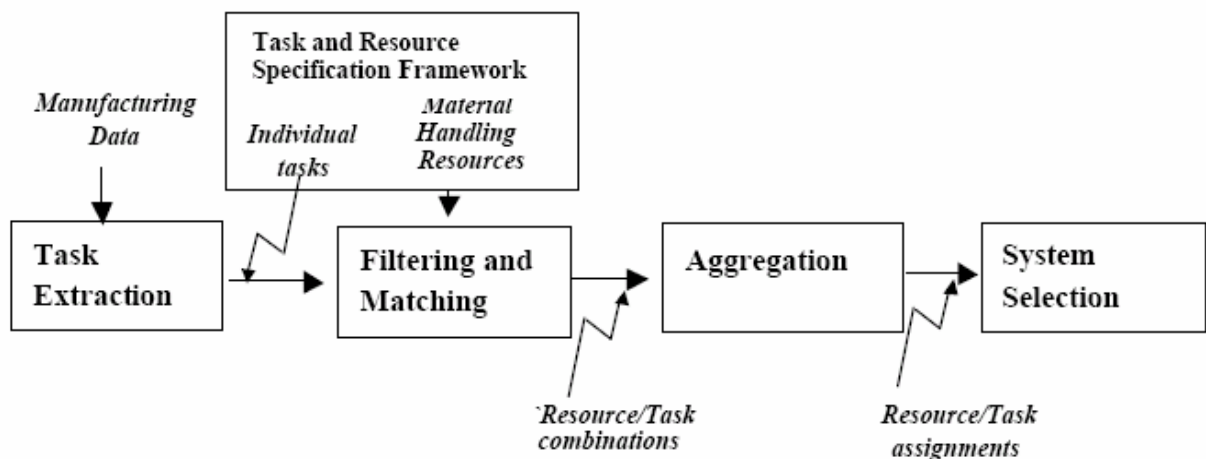 Task and Resource
Specification Framework
Manufacturing
Data
Individual
tasks
Material
Handling
Resources
Task
Extraction
Filtering and
Matching
Aggregation
System
Selection
`Resource/Task
combinations
Resource/Task
assignments